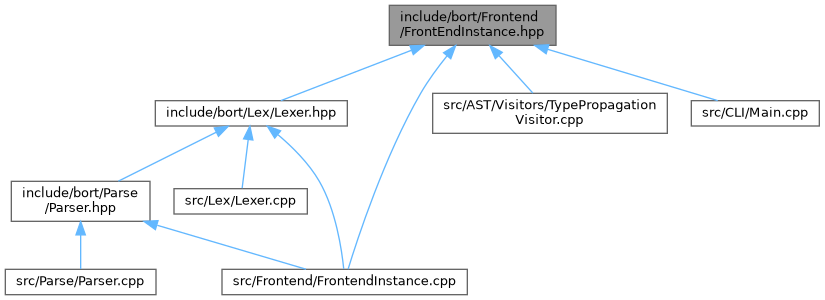 include/bort/Frontend
/FrontEndInstance.hpp
include/bort/Lex/Lexer.hpp
src/AST/Visitors/TypePropagation
Visitor.cpp
src/CLI/Main.cpp
include/bort/Parse
/Parser.hpp
src/Lex/Lexer.cpp
src/Parse/Parser.cpp
src/Frontend/FrontendInstance.cpp